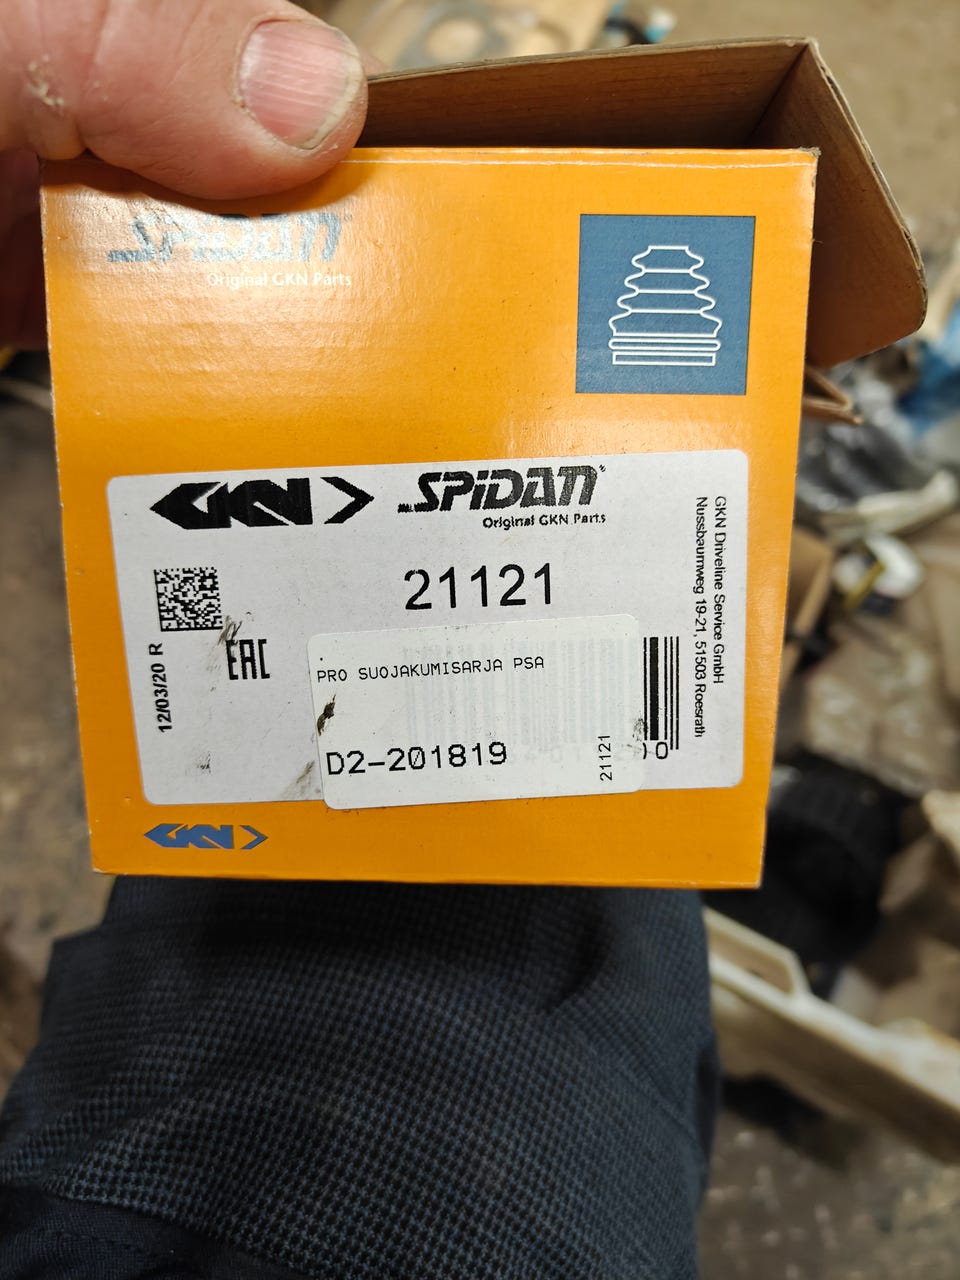 SPIDAN
Original GKN Parts
GKN SPIDAN
Original GKN Parts
21121
GKN Driveline Service GmbH
Nussbaumweg 19-21, 51503 Roesrath
12/03/20 R
EAC
PRO SUOJAKUMISARJA PSA
D2-201819
21121
0
GKN